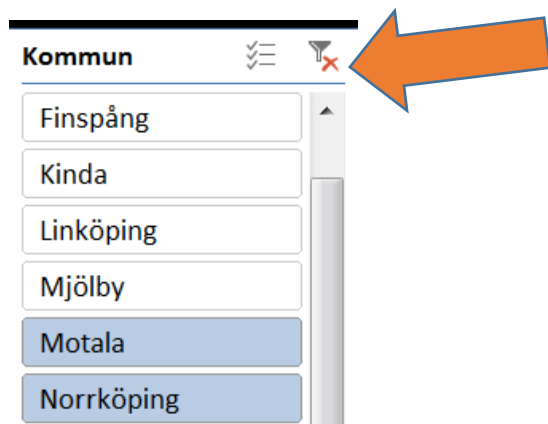 Kommun
Finspång
Kinda
Linköping
Mjölby
Motala
Norrköping